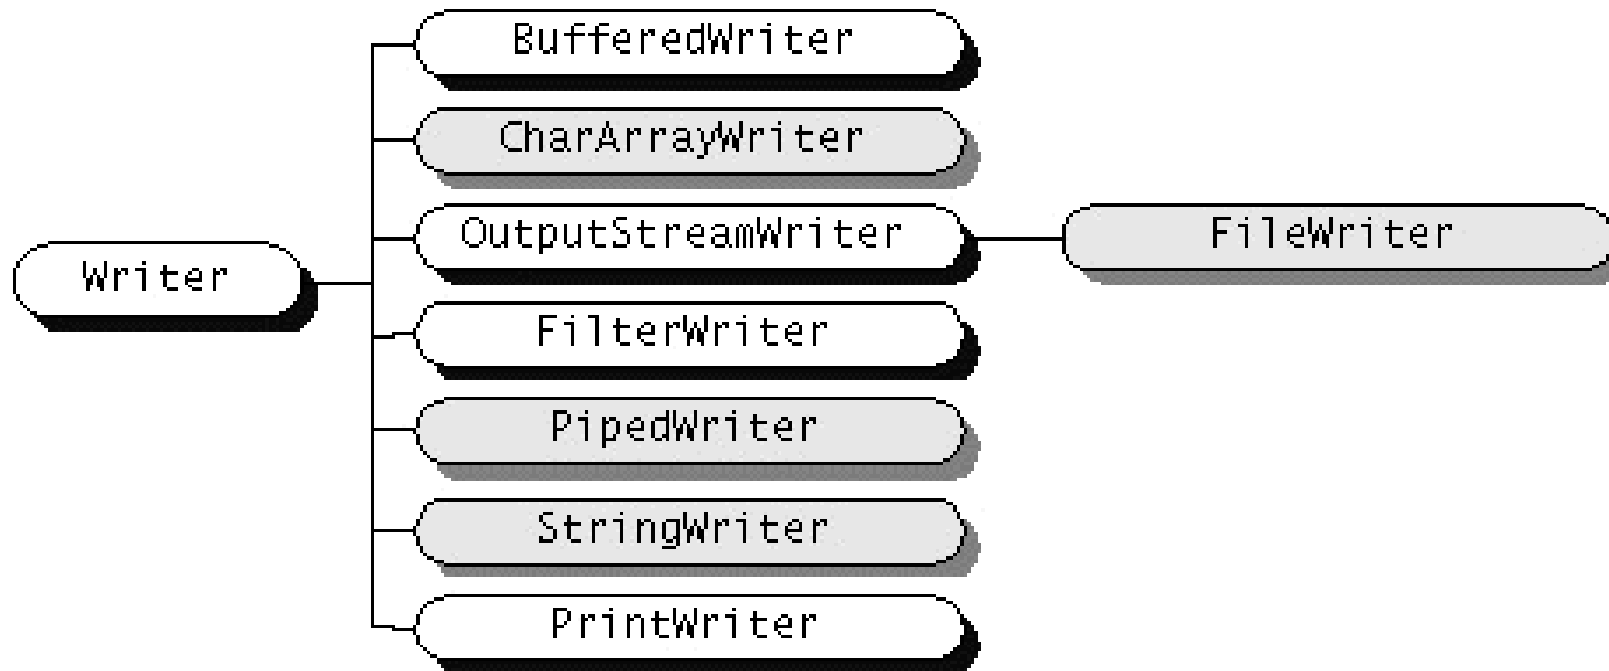 BufferedWriter
CharArrayWriter
OutputStreamWriter
FileWriter
Writer
FilterWriter
PipedWriter
StringWriter
PrintWriter